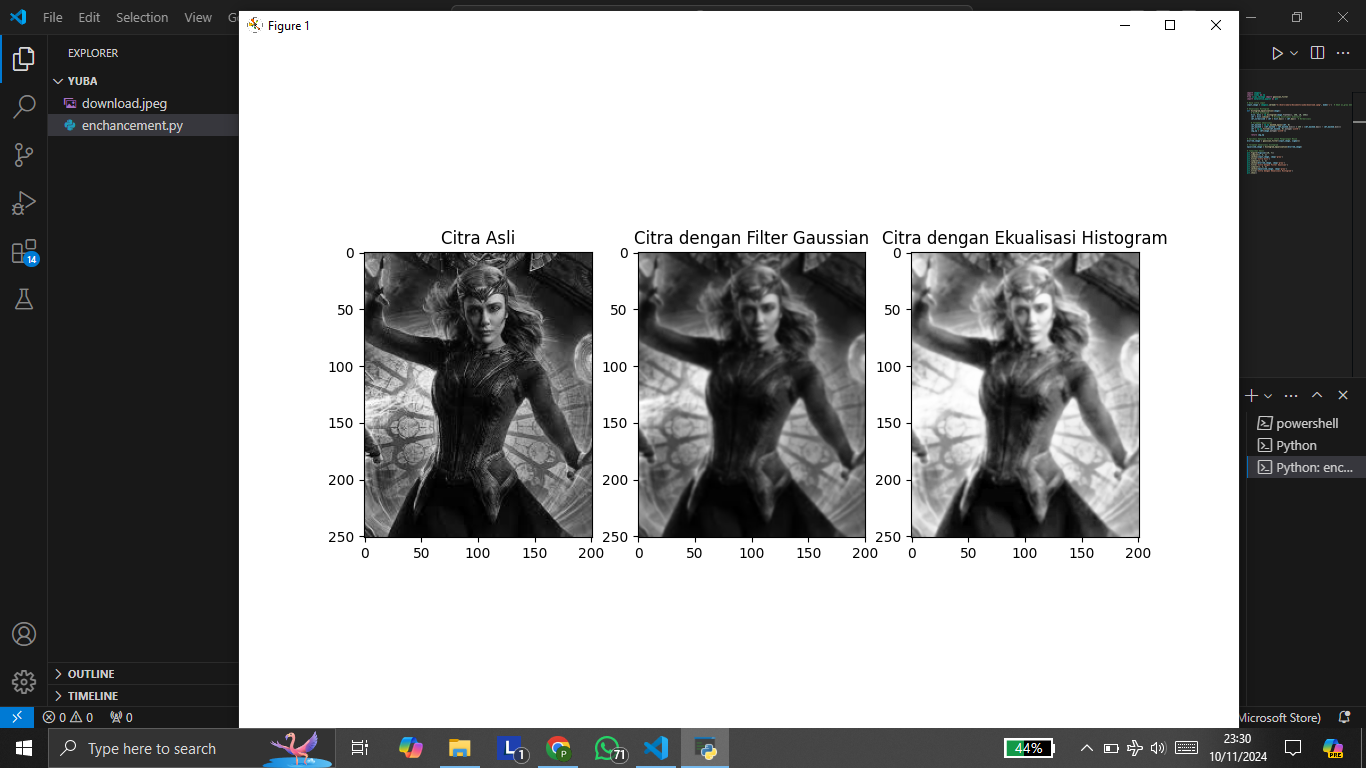 File Edit Selection View
Figure 1
EXPLORER
YUBA
download.jpeg
enchancement.py
Citra Asli
Citra dengan Filter Gaussian
Citra dengan Ekualisasi Histogram
0
50
100
150
200
250
0 50 100 150 200
0
50
100
150
200
250
0 50 100 150 200
0
50
100
150
200
250
0 50 100 150 200
14
powershell
Python
Python: enc...
OUTLINE
TIMELINE
0 0 0
Microsoft Store)
Type here to search
1
P
71
44%
23:30
10/11/2024
PRE